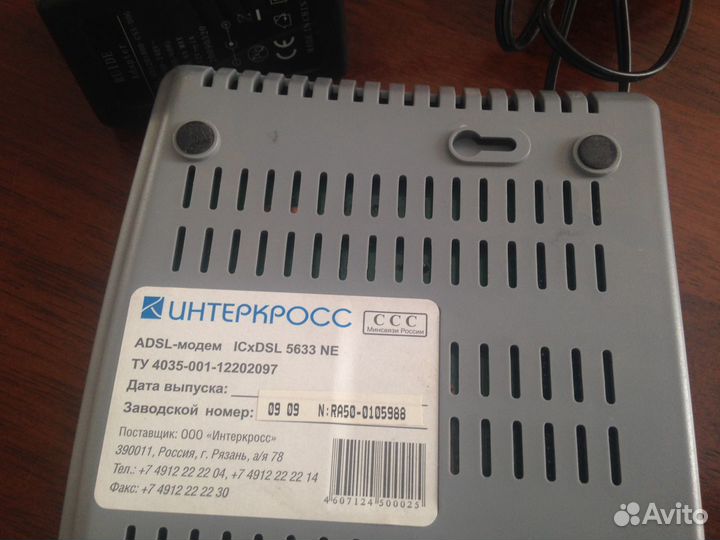 HEIDE
ИНТЕРКРОСС
ССС
Минсвязи России
ADSL-модем ICxDSL 5633 NE
ТУ 4035-001-12202097
Дата выпуска:
Заводской номер: 09 09 N:RA50-0105988
Поставщик: ООО «Интеркросс»
390011, Россия, г. Рязань, а/я 78
Тел.: +7 4912 22 22 04, +7 4912 22 22 14
Факс: +7 4912 22 22 30
4607124500025
Avito